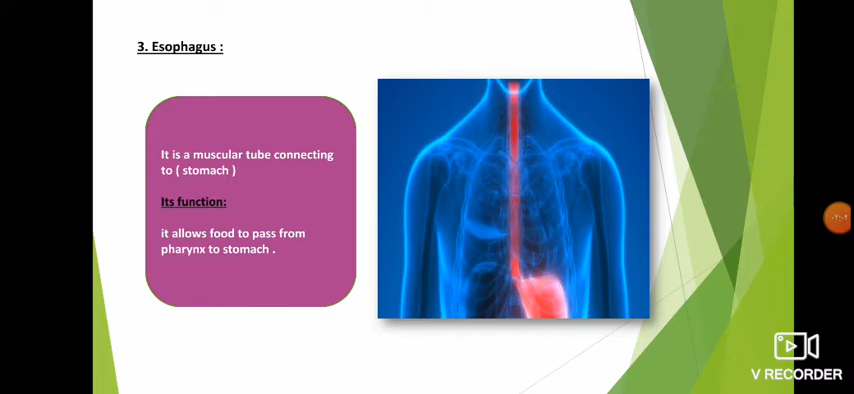 3. Esophagus :
It is a muscular tube connecting
to ( stomach )
Its function:
it allows food to pass from
pharynx to stomach .
V RECORDER